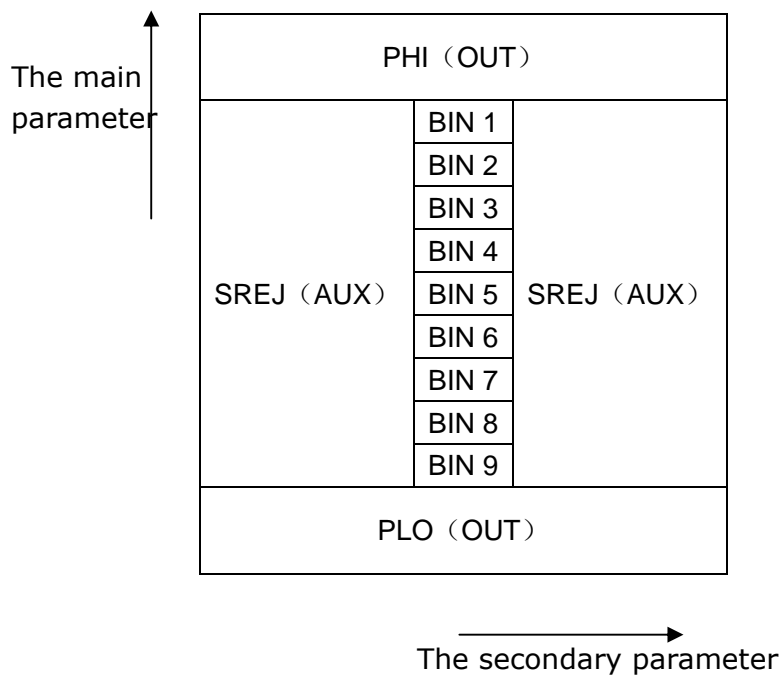 PHI（OUT）
The main
parameter
BIN 1
BIN 2
BIN 3
BIN 4
SREJ（AUX） BIN 5 SREJ（AUX）
BIN 6
BIN 7
BIN 8
BIN 9
PLO（OUT）
The secondary parameter